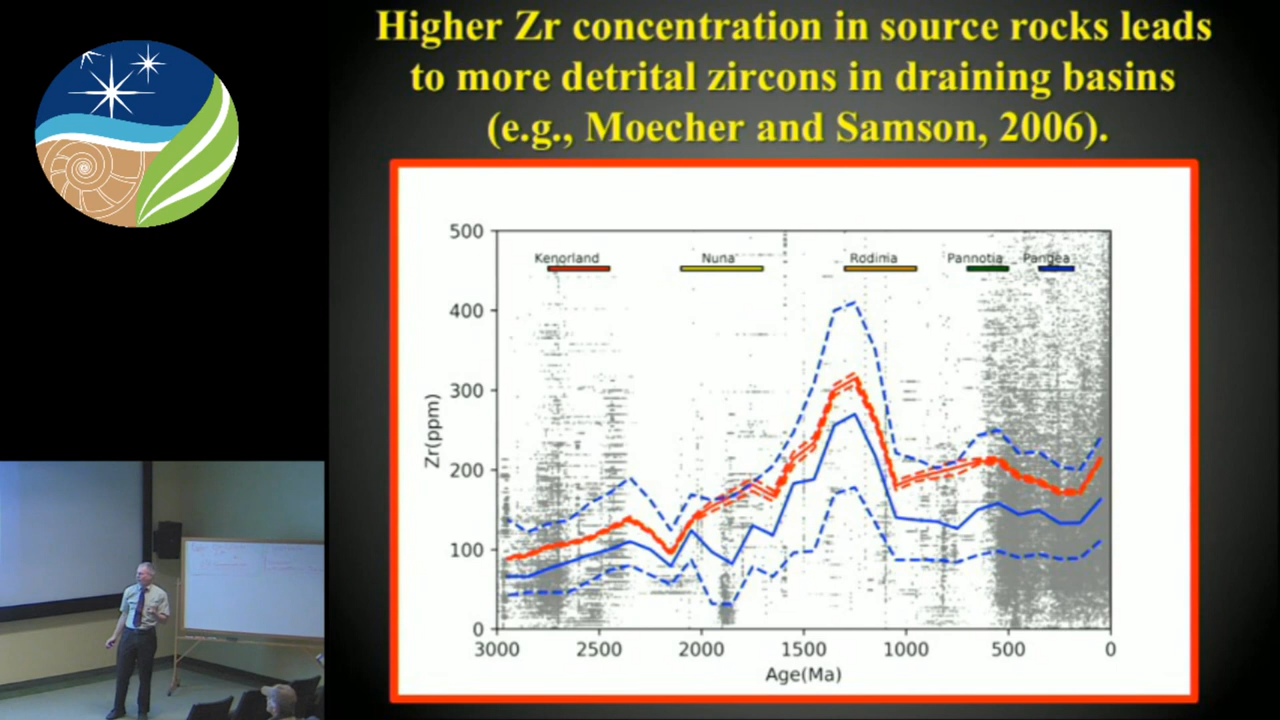 Higher Zr concentration in source rocks leads
to more detrital zircons in draining basins
(e.g., Moecher and Samson, 2006).
500
Kenorland
Nuna
Rodinia
Pannotia
Pangea
400
300
Zr(ppm)
200
100
0
3000
2500
2000
1500
1000
500
0
Age(Ma)